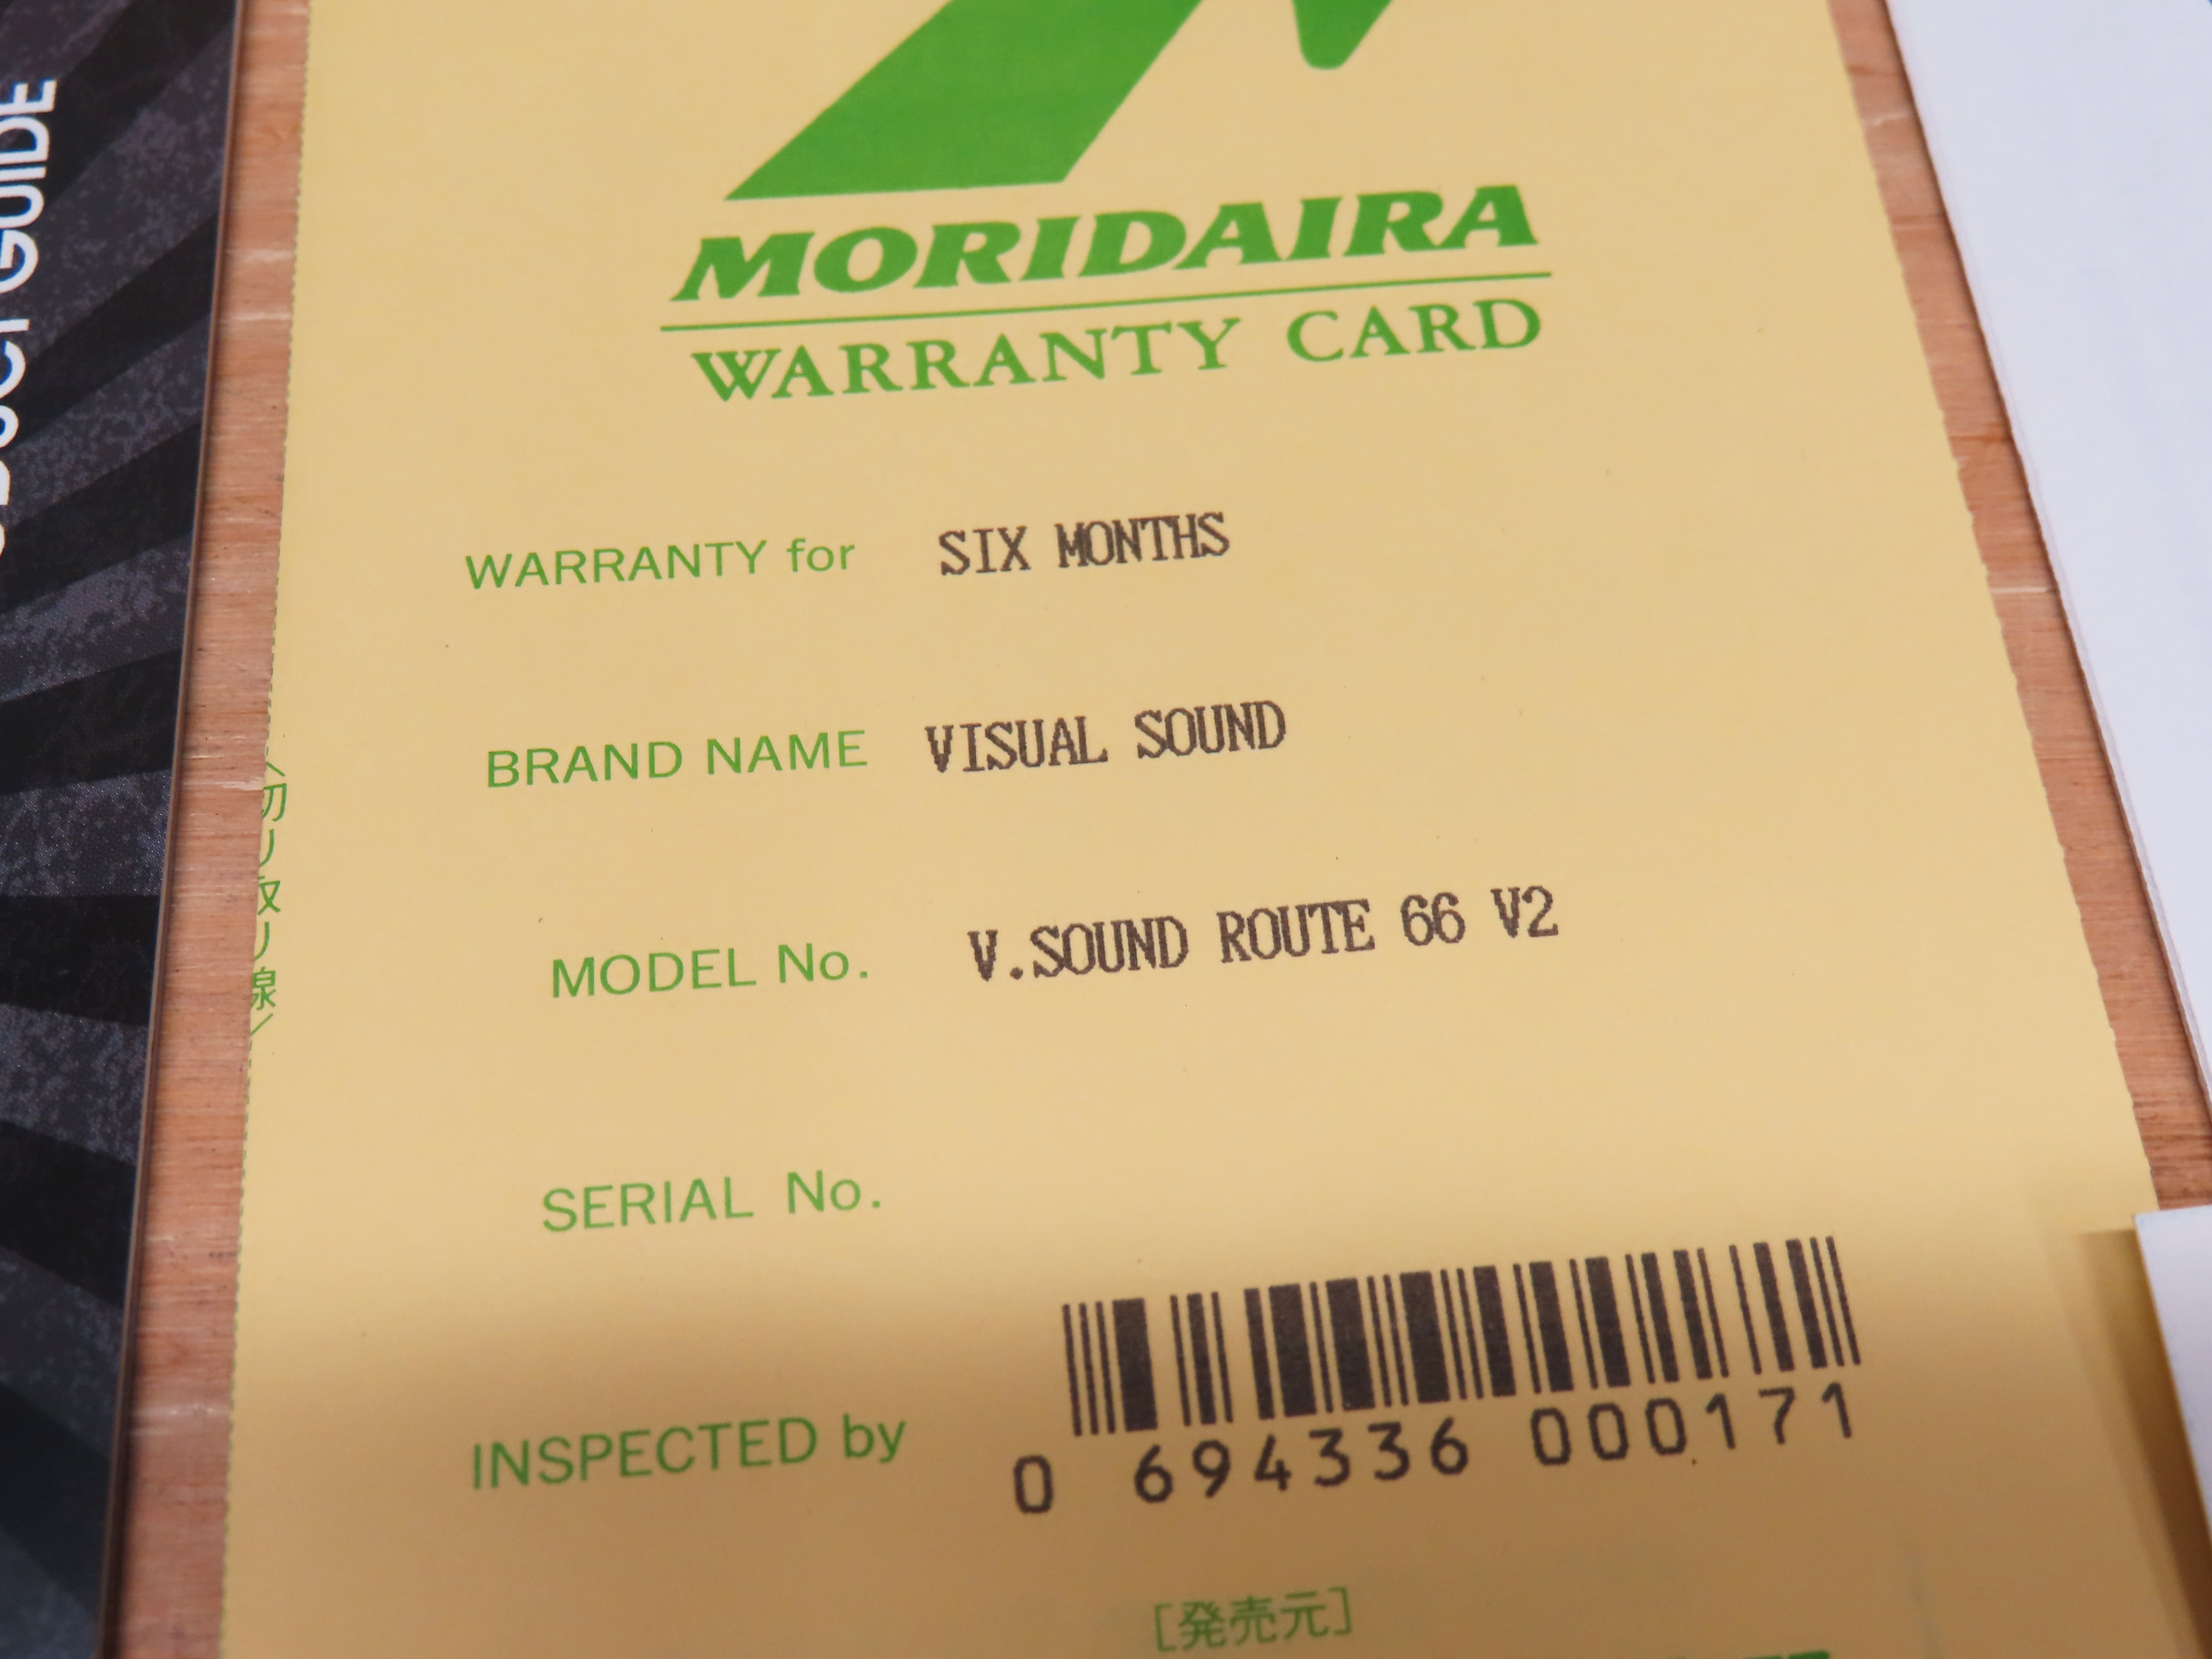 GUIDE
MORIDAIRA
WARRANTY CARD
WARRANTY for SIX MONTHS
BRAND NAME VISUAL SOUND
MODEL No. V.SOUND ROUTE 66 V2
SERIAL No.
INSPECTED by
0 694336 000171
[発売元]
切り取り線